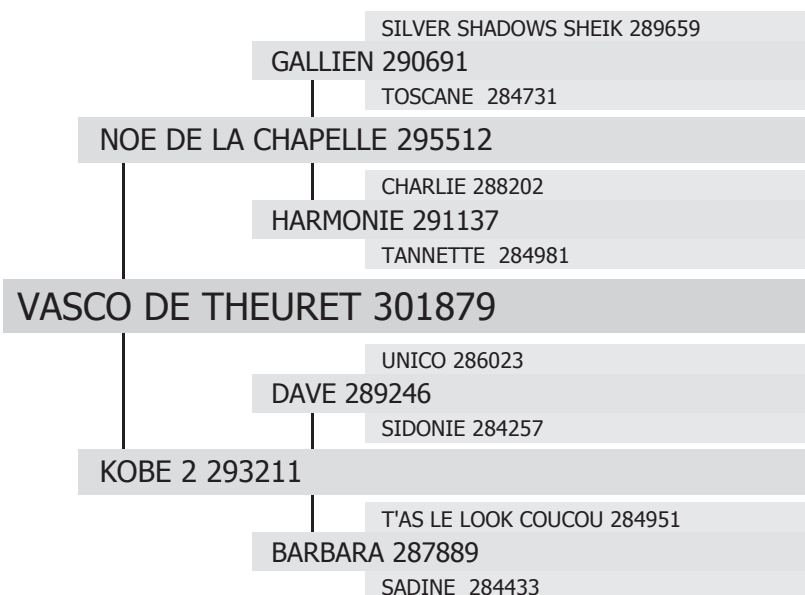 SILVER SHADOWS SHEIK 289659
GALLIEN 290691
TOSCANE 284731
NOE DE LA CHAPELLE 295512
CHARLIE 288202
HARMONIE 291137
TANNETTE 284981
VASCO DE THEURET 301879
UNICO 286023
DAVE 289246
SIDONIE 284257
KOBE 2 293211
T'AS LE LOOK COUCOU 284951
BARBARA 287889
SADINE 284433